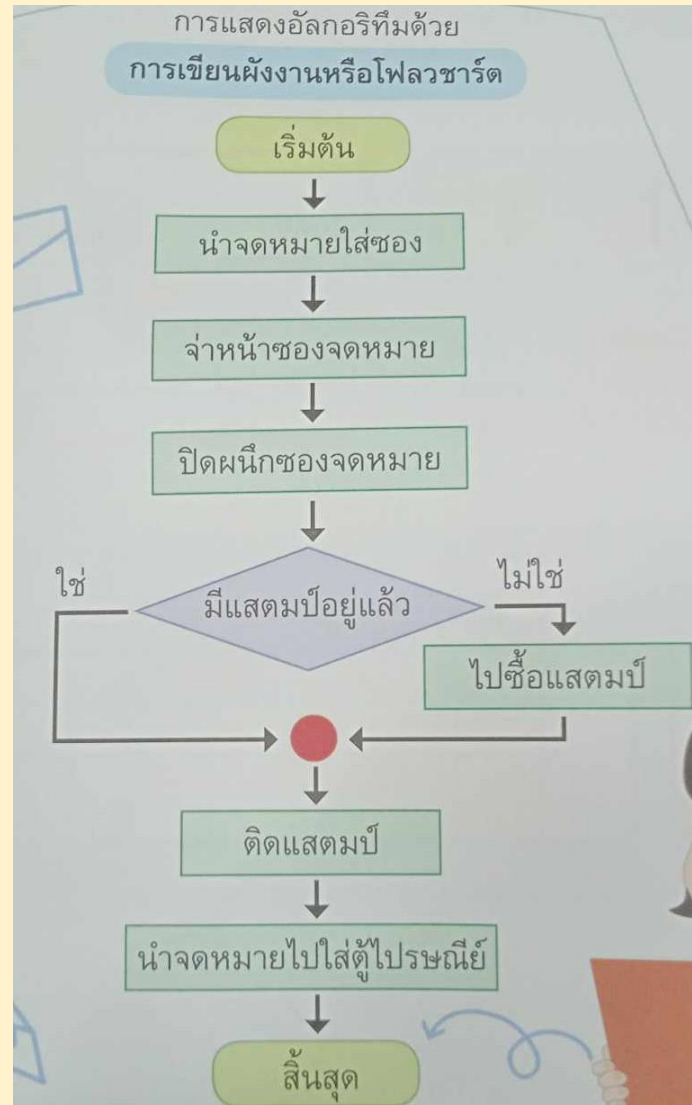 การแสดงอัลกอริทึมด้วย
การเขียนผังงานหรือโฟลวชาร์ต
เริ่มต้น
นำจดหมายใส่ซอง
จ่าหน้าซองจดหมาย
ปิดผนึกซองจดหมาย
ใช่
มีแสตมป์อยู่แล้ว
ไม่ใช่
ไปซื้อแสตมป์
ติดแสตมป์
นำจดหมายไปใส่ตู้ไปรษณีย์
สิ้นสุด